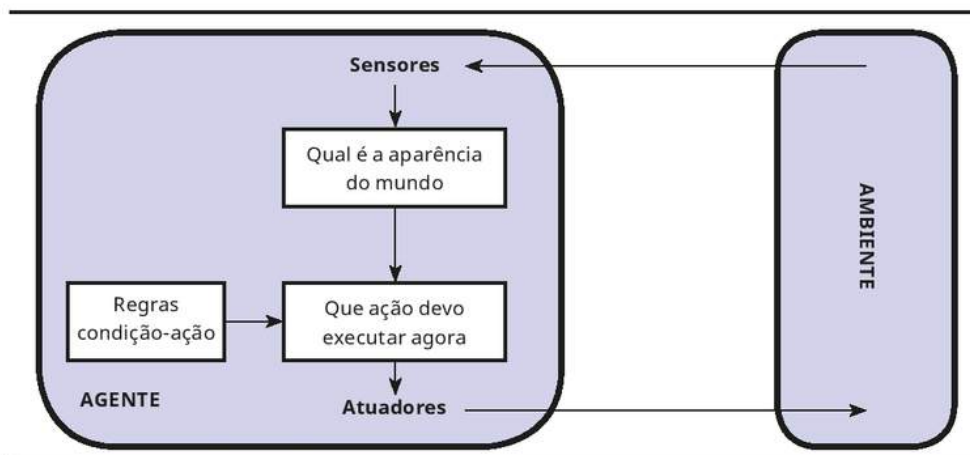 Sensores
Qual é a aparência
do mundo
AMBIENTE
Regras
condição-ação
Que ação devo
executar agora
AGENTE
Atuadores